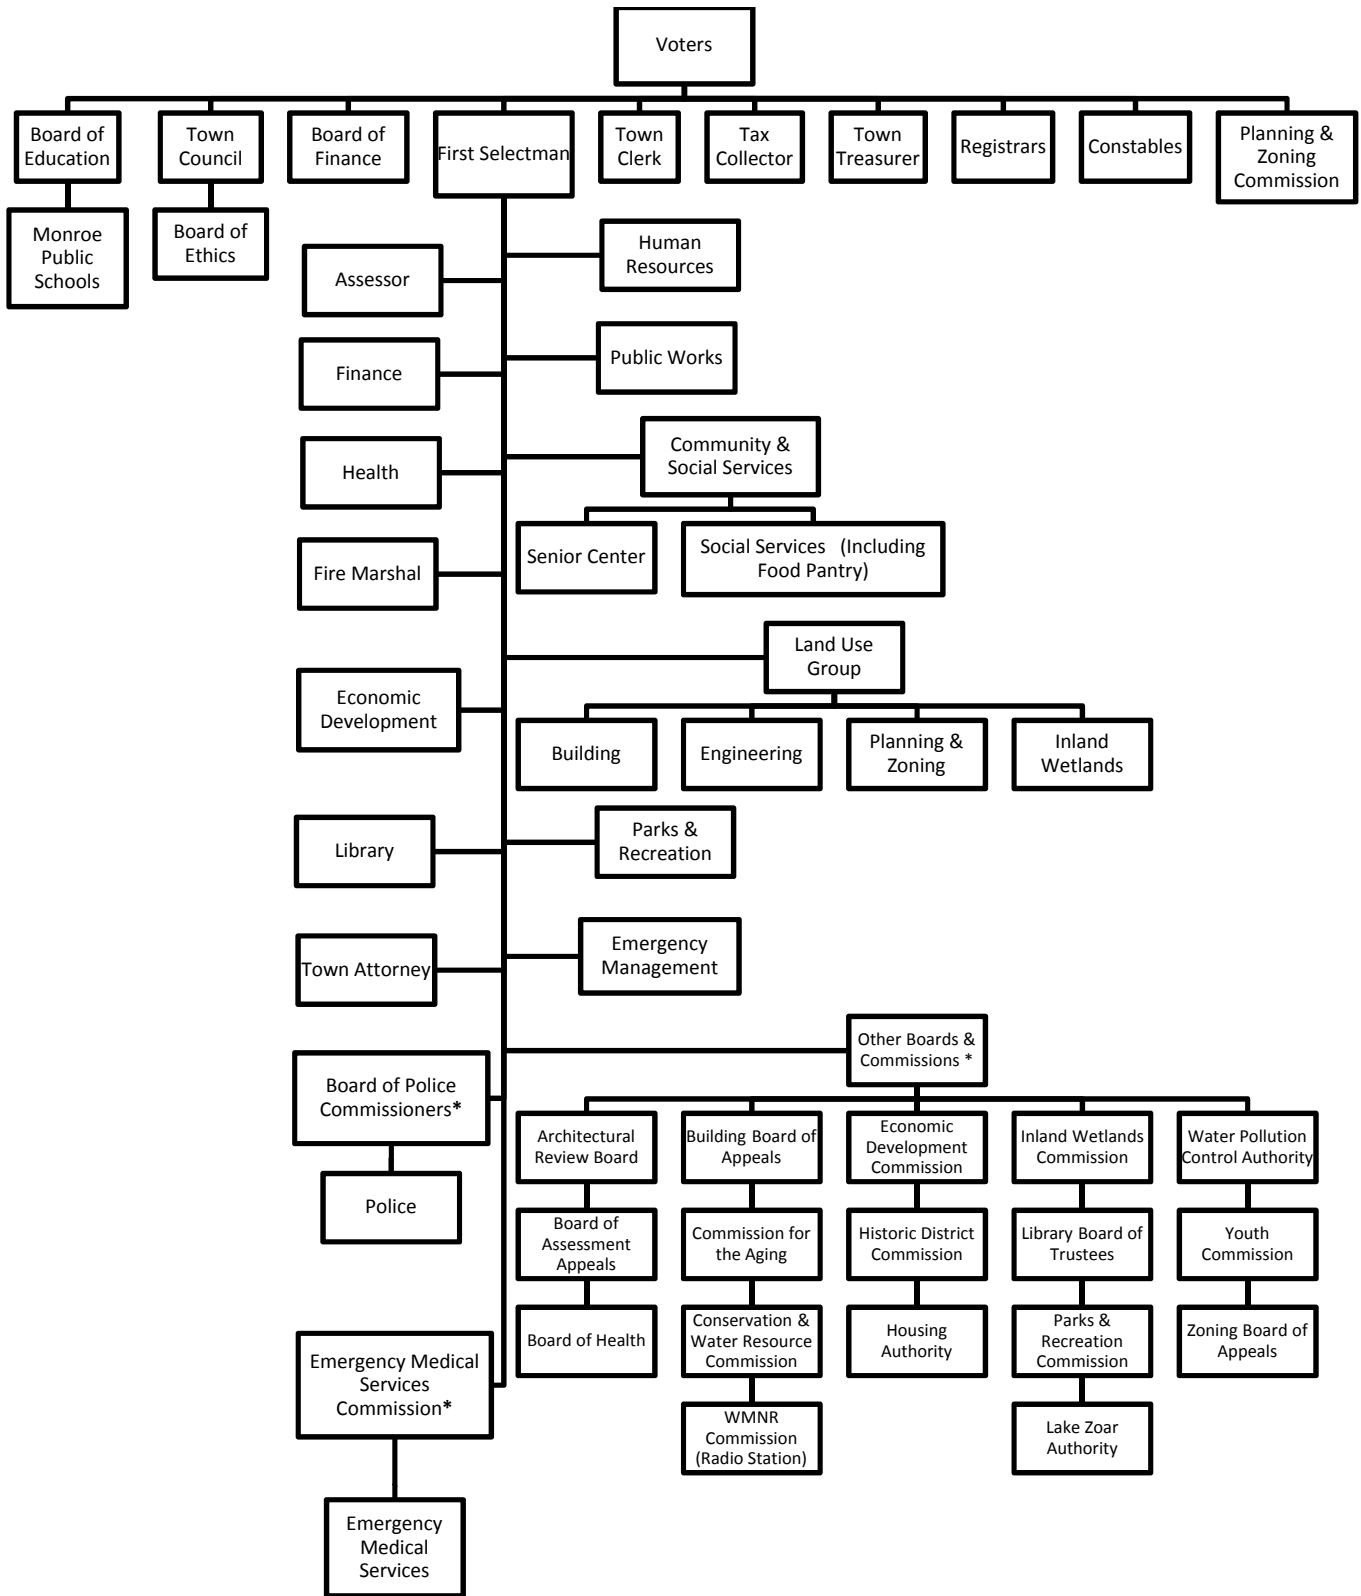 Voters
Board of
Education
Town
Council
Board of
Finance
First Selectman
Town
Clerk
Tax
Collector
Town
Treasurer
Registrars
Constables
Planning &
Zoning
Commission
Monroe
Public
Schools
Board of
Ethics
Human
Resources
Assessor
Public Works
Finance
Community &
Social Services
Health
Senior Center
Social Services (Including
Food Pantry)
Fire Marshal
Land Use
Group
Economic
Development
Building
Engineering
Planning &
Zoning
Inland
Wetlands
Parks &
Recreation
Library
Emergency
Management
Town Attorney
Other Boards &
Commissions *
Board of Police
Commissioners*
Police
Architectural
Review Board
Building Board of
Appeals
Economic
Development
Commission
Inland Wetlands
Commission
Water Pollution
Control Authority
Board of
Assessment
Appeals
Commission for
the Aging
Historic District
Commission
Library Board of
Trustees
Youth
Commission
Board of Health
Conservation &
Water Resource
Commission
Housing
Authority
Parks &
Recreation
Commission
Zoning Board of
Appeals
WMNR
Commission
(Radio Station)
Lake Zoar
Authority
Emergency Medical
Services
Commission*
Emergency
Medical
Services